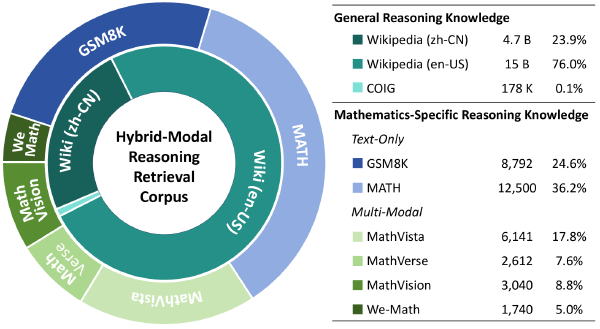 GSM8K
MATH
We
Math
Math
Vision
Math
Verse
MathVista
Wiki (zh-CN)
Wiki (en-US)
Hybrid-Modal
Reasoning
Retrieval
Corpus
General Reasoning Knowledge
Wikipedia (zh-CN) 4.7 B 23.9%
Wikipedia (en-US) 15 B 76.0%
COIG 178 K 0.1%
Mathematics-Specific Reasoning Knowledge
Text-Only
GSM8K 8,792 24.6%
MATH 12,500 36.2%
Multi-Modal
MathVista 6,141 17.8%
MathVerse 2,612 7.6%
MathVision 3,040 8.8%
We-Math 1,740 5.0%